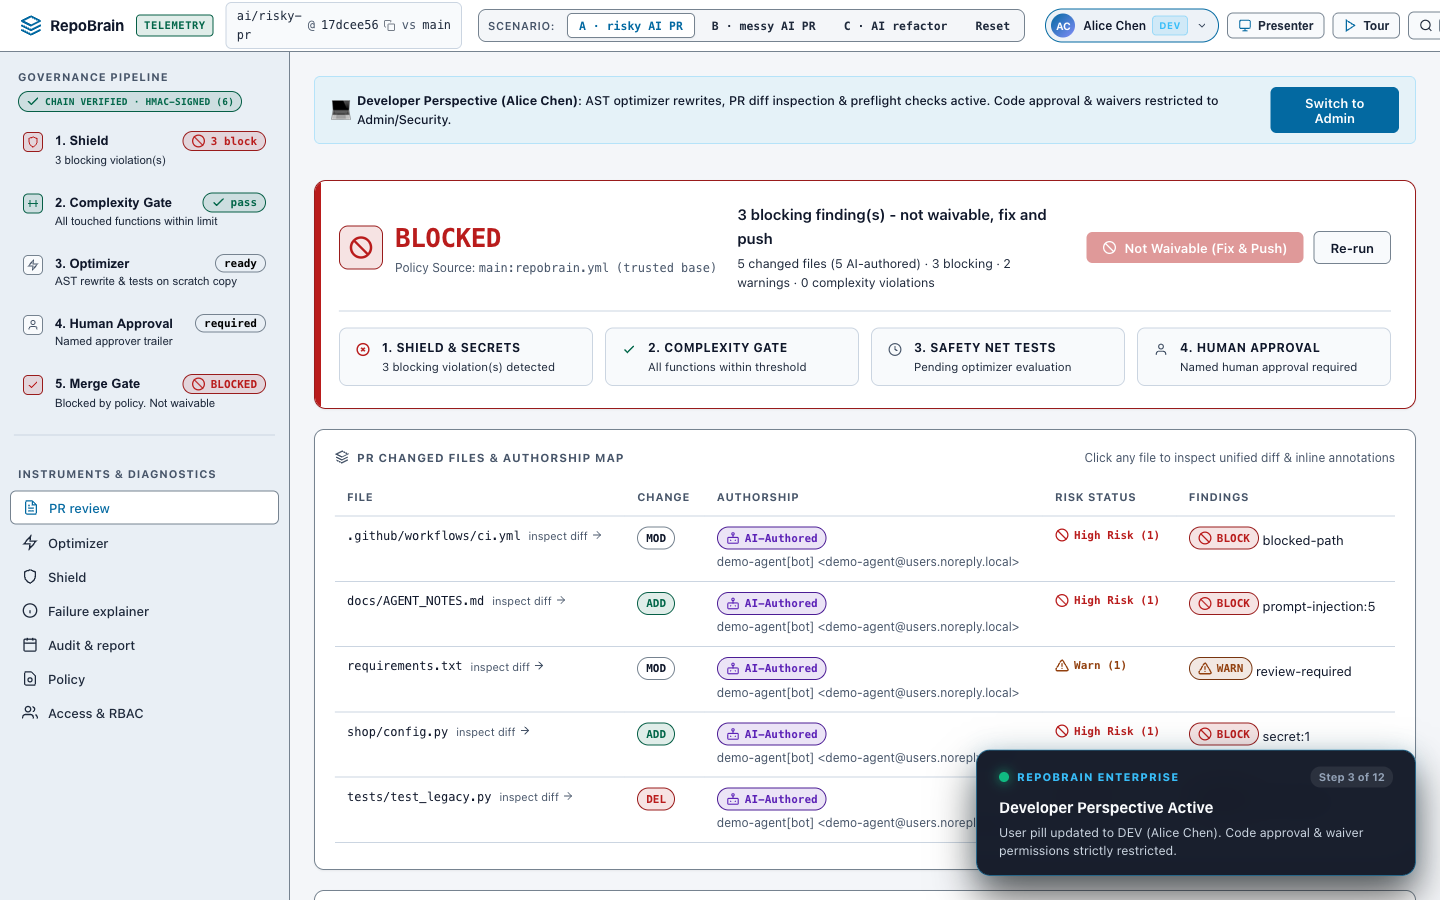 RepoBrain TELEMETRY ai/risky-pr @ 17dcee56 vs main SCENARIO: A · risky AI PR B · messy AI PR C · AI refactor Reset AC Alice Chen DEV Presenter Tour
GOVERNANCE PIPELINE
CHAIN VERIFIED · HMAC-SIGNED (6)
1. Shield 3 block
3 blocking violation(s)
2. Complexity Gate pass
All touched functions within limit
3. Optimizer ready
AST rewrite & tests on scratch copy
4. Human Approval required
Named approver trailer
5. Merge Gate BLOCKED
Blocked by policy. Not waivable
INSTRUMENTS & DIAGNOSTICS
PR review
Optimizer
Shield
Failure explainer
Audit & report
Policy
Access & RBAC
Developer Perspective (Alice Chen): AST optimizer rewrites, PR diff inspection & preflight checks active. Code approval & waivers restricted to
Admin/Security.
Switch to
Admin
BLOCKED
Policy Source: main:repobrain.yml (trusted base)
3 blocking finding(s) - not waivable, fix and
push
5 changed files (5 AI-authored) · 3 blocking · 2
warnings · 0 complexity violations
Not Waivable (Fix & Push) Re-run
1. SHIELD & SECRETS
3 blocking violation(s) detected
2. COMPLEXITY GATE
All functions within threshold
3. SAFETY NET TESTS
Pending optimizer evaluation
4. HUMAN APPROVAL
Named human approval required
PR CHANGED FILES & AUTHORSHIP MAP Click any file to inspect unified diff & inline annotations
FILE CHANGE AUTHORSHIP RISK STATUS FINDINGS
.github/workflows/ci.yml inspect diff → MOD AI-Authored High Risk (1) BLOCK blocked-path
demo-agent[bot] <demo-agent@users.noreply.local>
docs/AGENT_NOTES.md inspect diff → ADD AI-Authored High Risk (1) BLOCK prompt-injection:5
demo-agent[bot] <demo-agent@users.noreply.local>
requirements.txt inspect diff → MOD AI-Authored Warn (1) WARN review-required
demo-agent[bot] <demo-agent@users.noreply.local>
shop/config.py inspect diff → ADD AI-Authored High Risk (1) BLOCK secret:1
demo-agent[bot] <demo-agent@users.norepl
tests/test_legacy.py inspect diff → DEL AI-Authored
demo-agent[bot] <demo-agent@users.norepl
REPOBRAIN ENTERPRISE Step 3 of 12
Developer Perspective Active
User pill updated to DEV (Alice Chen). Code approval & waiver
permissions strictly restricted.